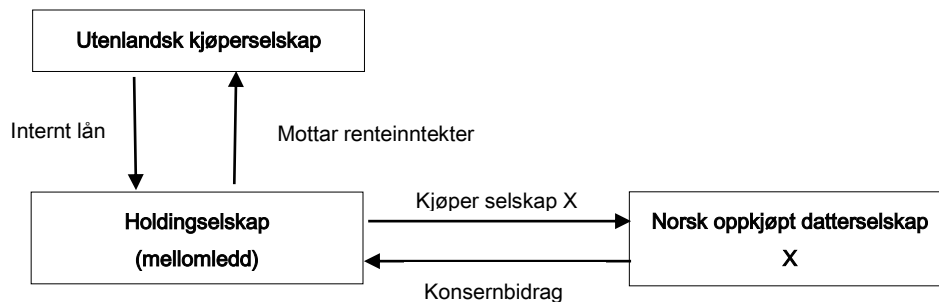 Utenlandsk kjøperselskap
Internt lån
Mottar renteinntekter
Kjøper selskap X
Holdingselskap
(mellomledd)
Norsk oppkjøpt datterselskap
X
Konsernbidrag